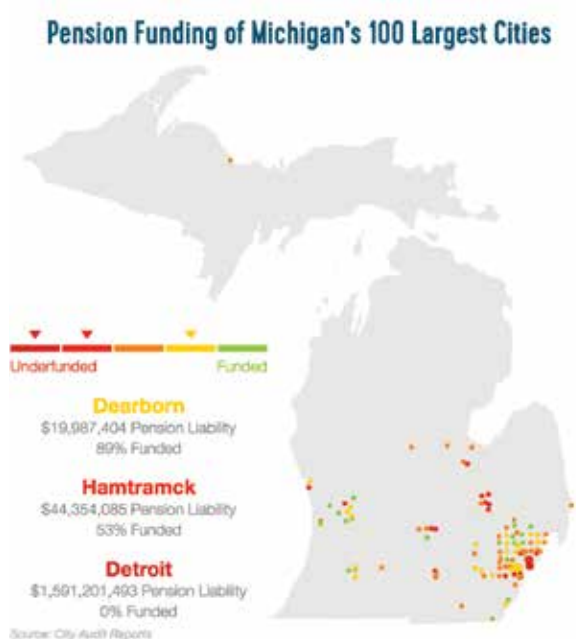 Pension Funding of Michigan's 100 Largest Cities
Underfunded Funded
Dearborn
$19,987,404 Pension Liability
89% Funded
Hamtramck
$44,354,085 Pension Liability
53% Funded
Detroit
$1,591,201,493 Pension Liability
0% Funded
Source: City Audit Reports